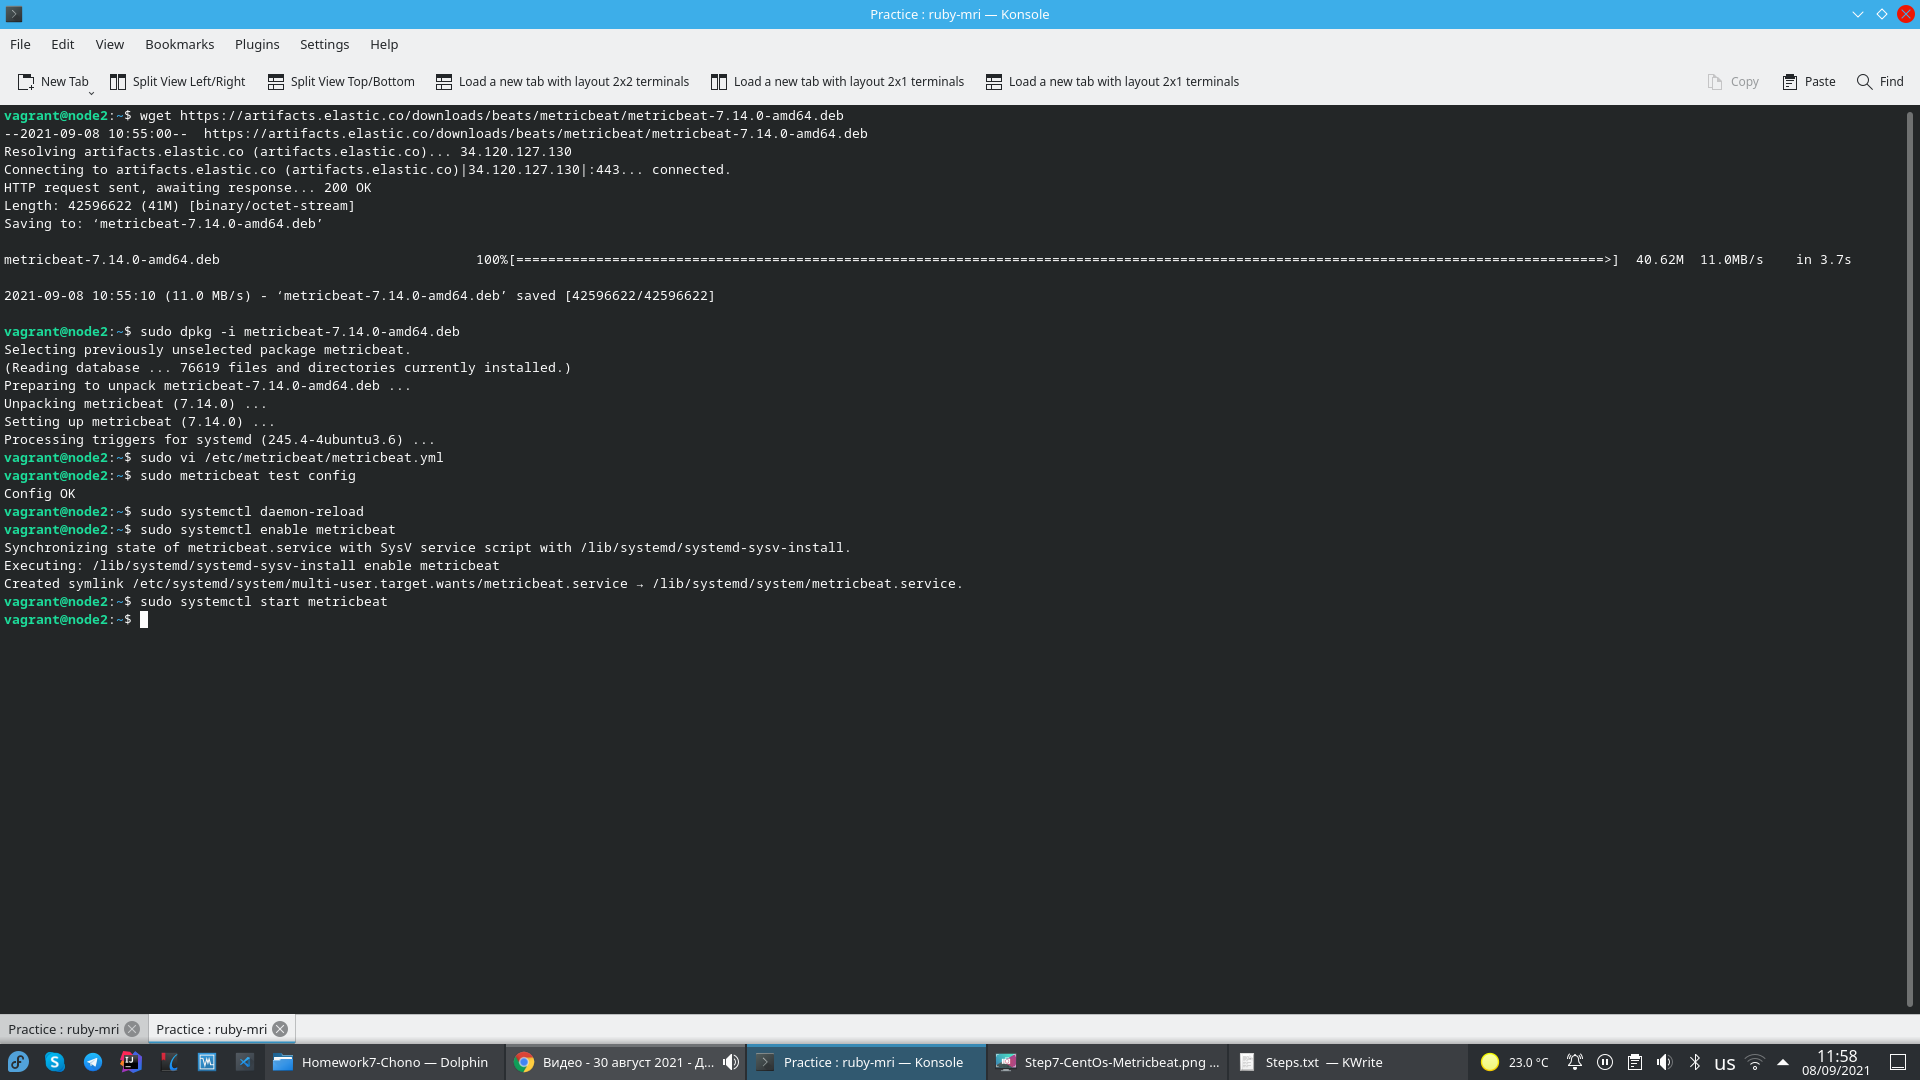 Practice : ruby-mri — Konsole
File Edit View Bookmarks Plugins Settings Help
New Tab Split View Left/Right Split View Top/Bottom Load a new tab with layout 2x2 terminals Load a new tab with layout 2x1 terminals Load a new tab with layout 2x1 terminals Copy Paste Find
vagrant@node2:~$ wget https://artifacts.elastic.co/downloads/beats/metricbeat/metricbeat-7.14.0-amd64.deb
--2021-09-08 10:55:00--  https://artifacts.elastic.co/downloads/beats/metricbeat/metricbeat-7.14.0-amd64.deb
Resolving artifacts.elastic.co (artifacts.elastic.co)... 34.120.127.130
Connecting to artifacts.elastic.co (artifacts.elastic.co)|34.120.127.130|:443... connected.
HTTP request sent, awaiting response... 200 OK
Length: 42596622 (41M) [binary/octet-stream]
Saving to: ‘metricbeat-7.14.0-amd64.deb’
metricbeat-7.14.0-amd64.deb 100%[========================================================================================================================================>] 40.62M 11.0MB/s in 3.7s
2021-09-08 10:55:10 (11.0 MB/s) - ‘metricbeat-7.14.0-amd64.deb’ saved [42596622/42596622]
vagrant@node2:~$ sudo dpkg -i metricbeat-7.14.0-amd64.deb
Selecting previously unselected package metricbeat.
(Reading database ... 76619 files and directories currently installed.)
Preparing to unpack metricbeat-7.14.0-amd64.deb ...
Unpacking metricbeat (7.14.0) ...
Setting up metricbeat (7.14.0) ...
Processing triggers for systemd (245.4-4ubuntu3.6) ...
vagrant@node2:~$ sudo vi /etc/metricbeat/metricbeat.yml
vagrant@node2:~$ sudo metricbeat test config
Config OK
vagrant@node2:~$ sudo systemctl daemon-reload
vagrant@node2:~$ sudo systemctl enable metricbeat
Synchronizing state of metricbeat.service with SysV service script with /lib/systemd/systemd-sysv-install.
Executing: /lib/systemd/systemd-sysv-install enable metricbeat
Created symlink /etc/systemd/system/multi-user.target.wants/metricbeat.service → /lib/systemd/system/metricbeat.service.
vagrant@node2:~$ sudo systemctl start metricbeat
vagrant@node2:~$
Practice : ruby-mri Practice : ruby-mri
Homework7-Chono — Dolphin Видео - 30 август 2021 - Д... Practice : ruby-mri — Konsole Step7-CentOs-Metricbeat.png ... Steps.txt — KWrite 23.0 °C us 11:58
08/09/2021